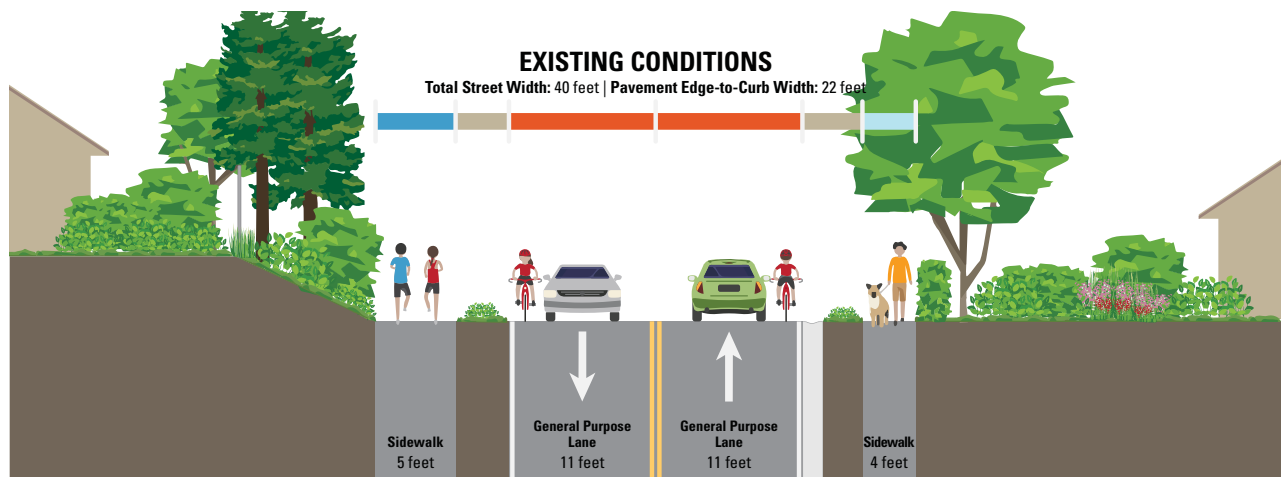 EXISTING CONDITIONS
Total Street Width: 40 feet | Pavement Edge-to-Curb Width: 22 feet
Sidewalk
5 feet
General Purpose
Lane
11 feet
General Purpose
Lane
11 feet
Sidewalk
4 feet